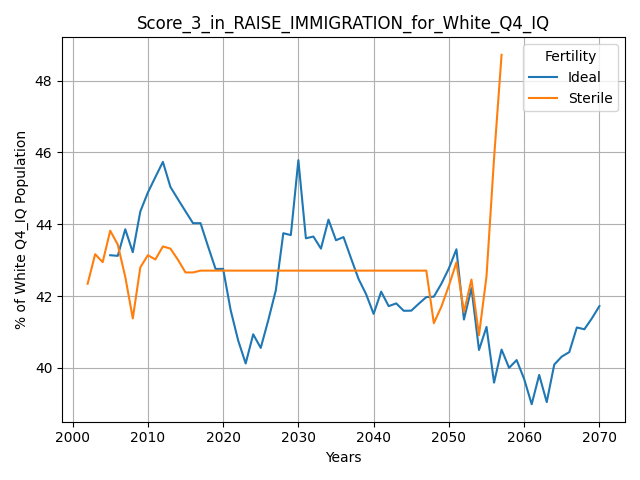 Score_3_in_RAISE_IMMIGRATION_for_White_Q4_IQ
Fertility
Ideal
Sterile
% of White Q4_IQ Population
48
46
44
42
40
2000 2010 2020 2030 2040 2050 2060 2070
Years